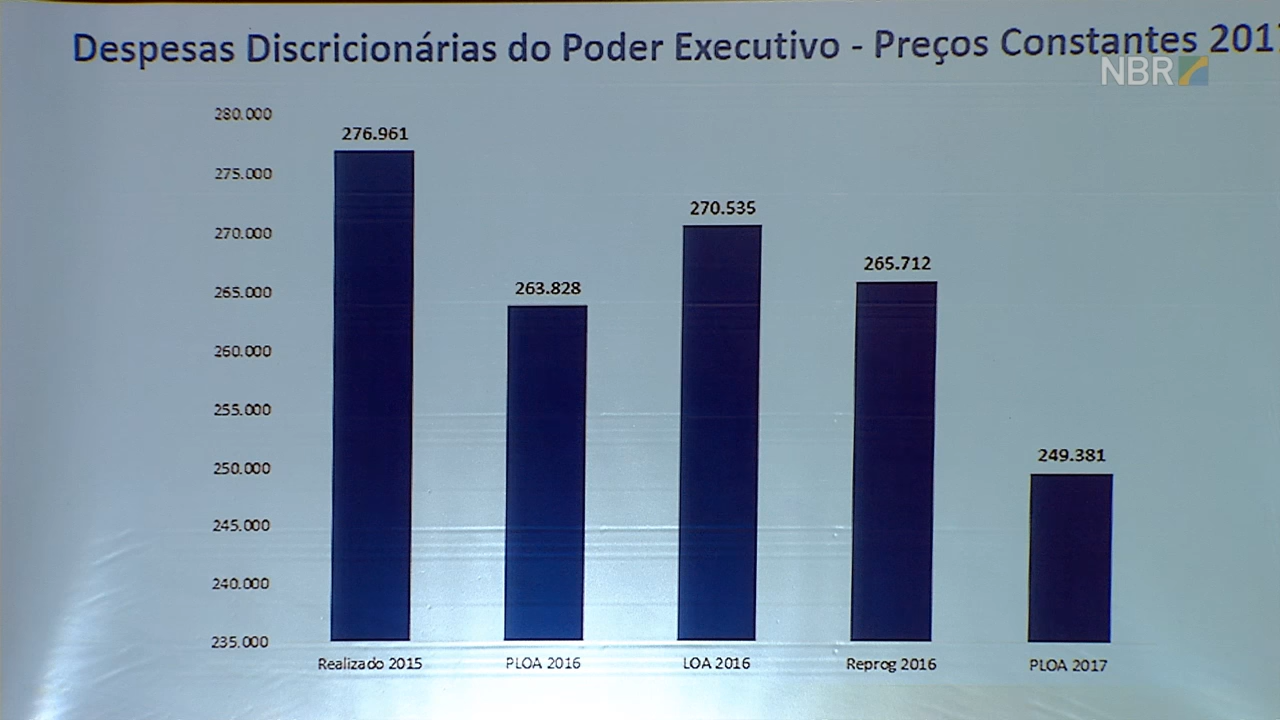 Despesas Discricionárias do Poder Executivo - Preços Constantes
NBR
280.000
275.000
270.000
265.000
260.000
255.000
250.000
245.000
240.000
235.000
276.961
263.828
270.535
265.712
249.381
Realizado 2015
PLOA 2016
LOA 2016
Reprog 2016
PLOA 2017